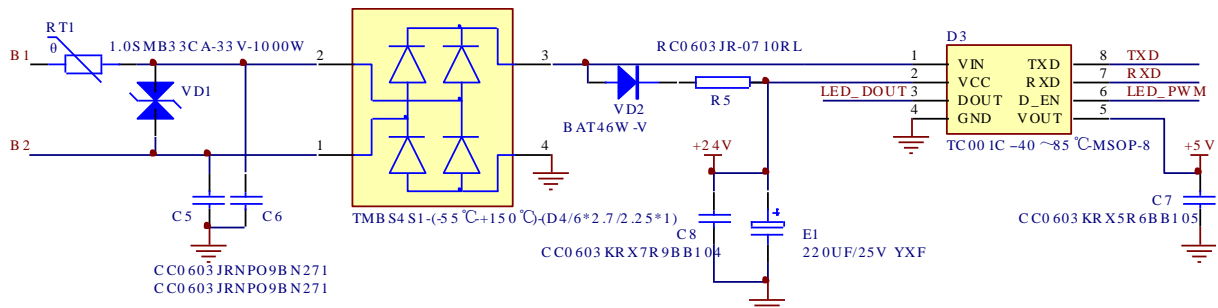 RT1
θ
B1
1.0SMB33CA-33V-1000W
VD1
B2
C5
C6
CC0603JRNPO9BN271
CC0603JRNPO9BN271
2
1
3
4
TMBS4S1-(-55℃-+150℃)-(D4/6*2.7/2.25*1)
RC0603JR-0710RL
VD2
BAT46W-V
R5
+24V
C8
CC0603KRX7R9BB104
E1
220UF/25V YXF
D3
LED_DOUT
1 VIN TXD 8 TXD
2 VCC RXD 7 RXD
3 DOUT D_EN 6 LED_PWM
4 GND VOUT 5
TC001C -40～85℃-MSOP-8
+5V
C7
CC0603KRX5R6BB105